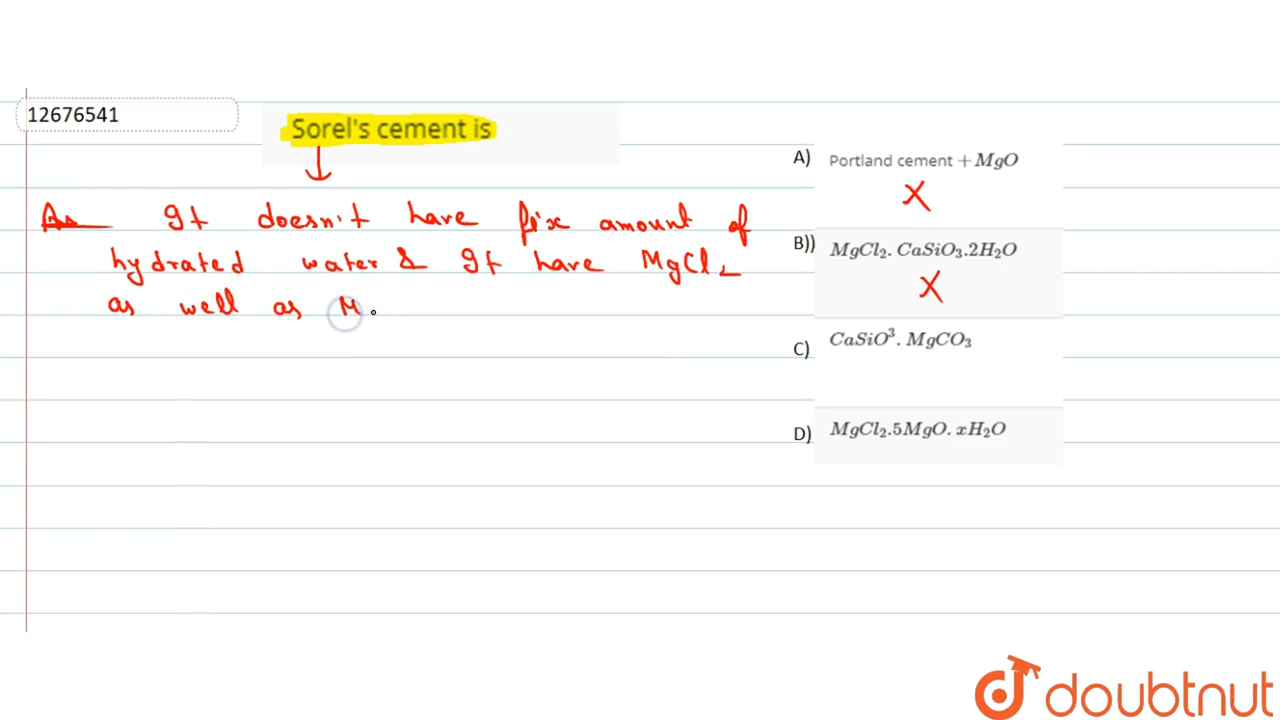 12676541
Sorel's cement is
As It doesn't have fix amount of
hydrated water & It have MgCl₂
as well as M
A) Portland cement + MgO
X
B)) MgCl₂. CaSiO₃.2H₂O
X
C) CaSiO³. MgCO₃
D) MgCl₂.5MgO. xH₂O
doubtnut